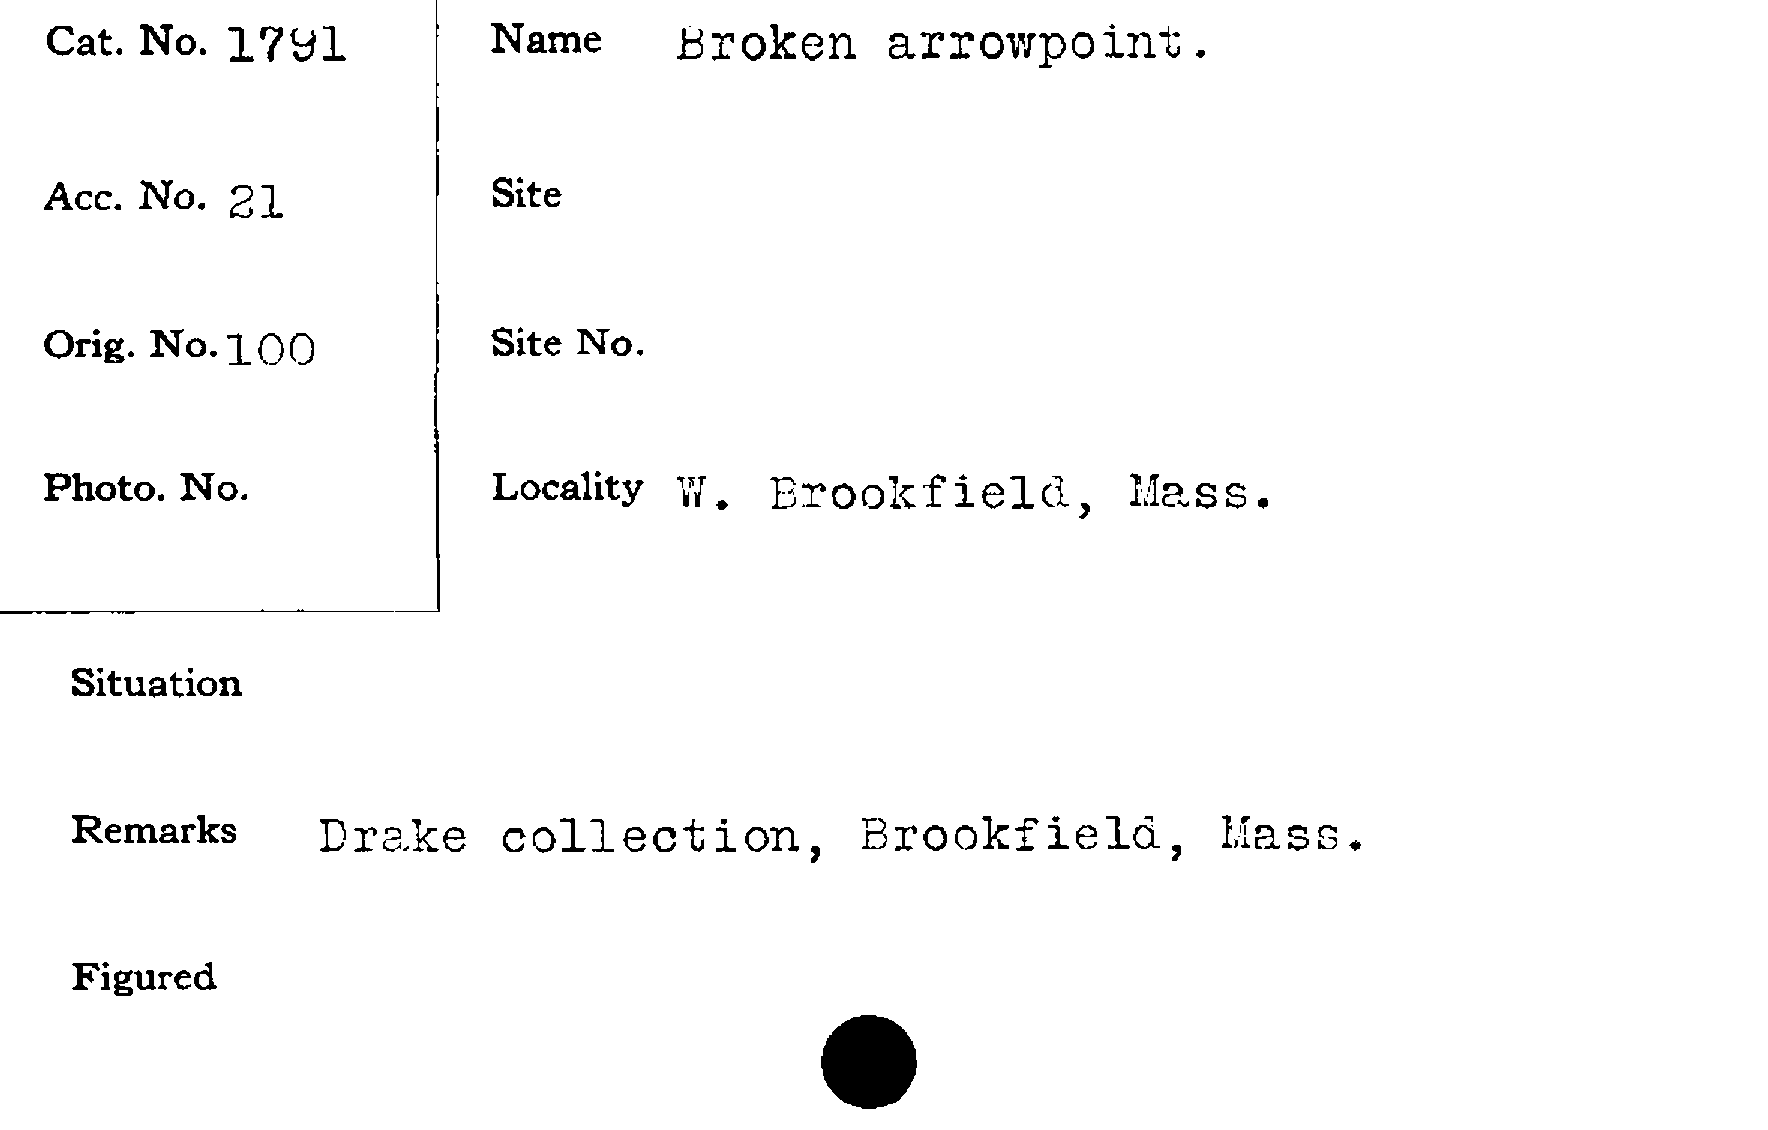 Cat. No. 1791
Name Broken arrowpoint.
Acc. No. 21
Site
Orig. No. 100
Site No.
Photo. No.
Locality W. Brookfield, Mass.
Situation
Remarks Drake collection, Brookfield, Mass.
Figured